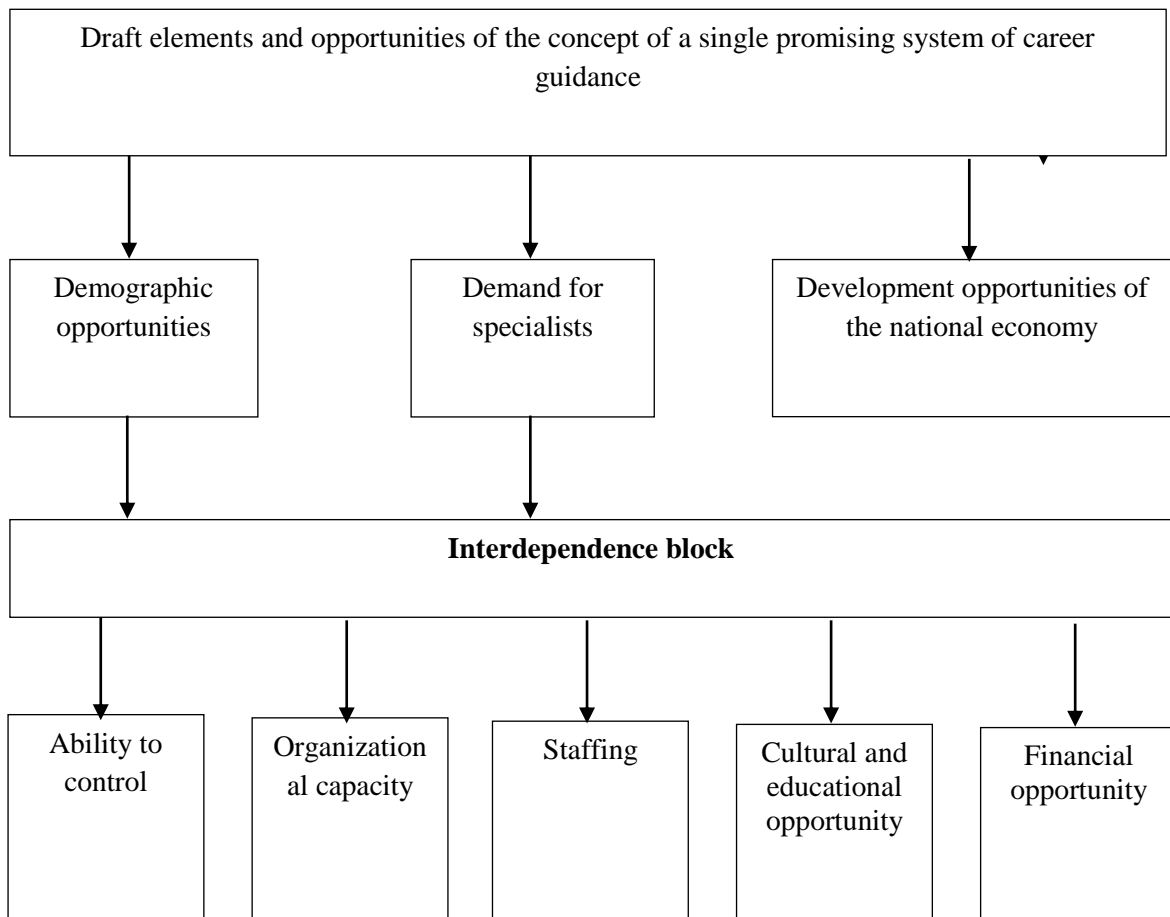 Draft elements and opportunities of the concept of a single promising system of career
guidance
Demographic
opportunities
Demand for
specialists
Development opportunities of
the national economy
Interdependence block
Ability to
control
Organization
al capacity
Staffing
Cultural and
educational
opportunity
Financial
opportunity